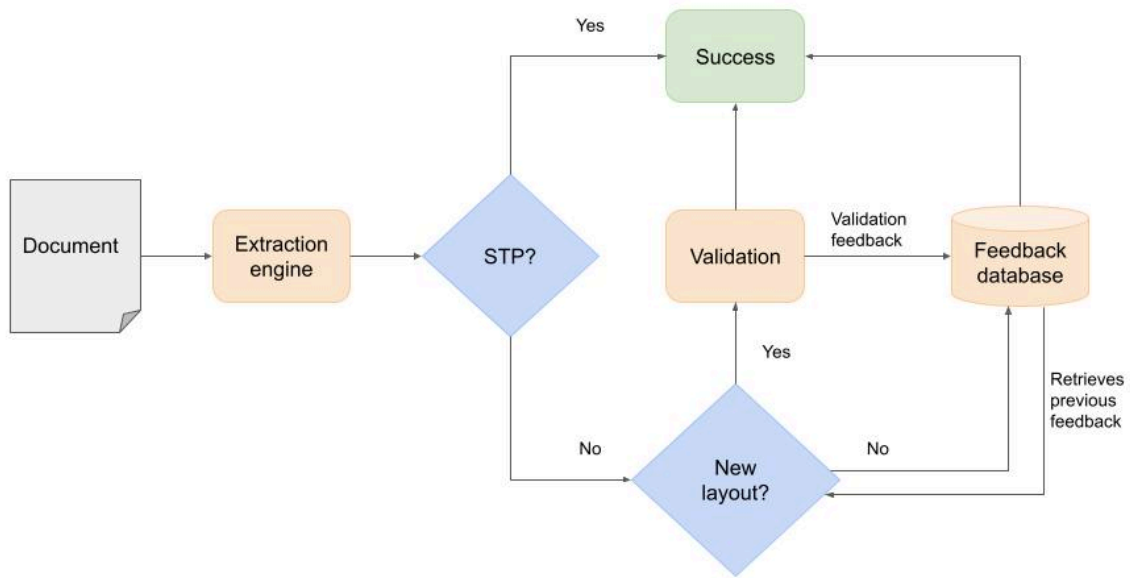 Yes
Success
Document
Extraction
engine
STP?
Validation
Validation
feedback
Feedback
database
Yes
Retrieves
previous
feedback
No
New
layout?
No